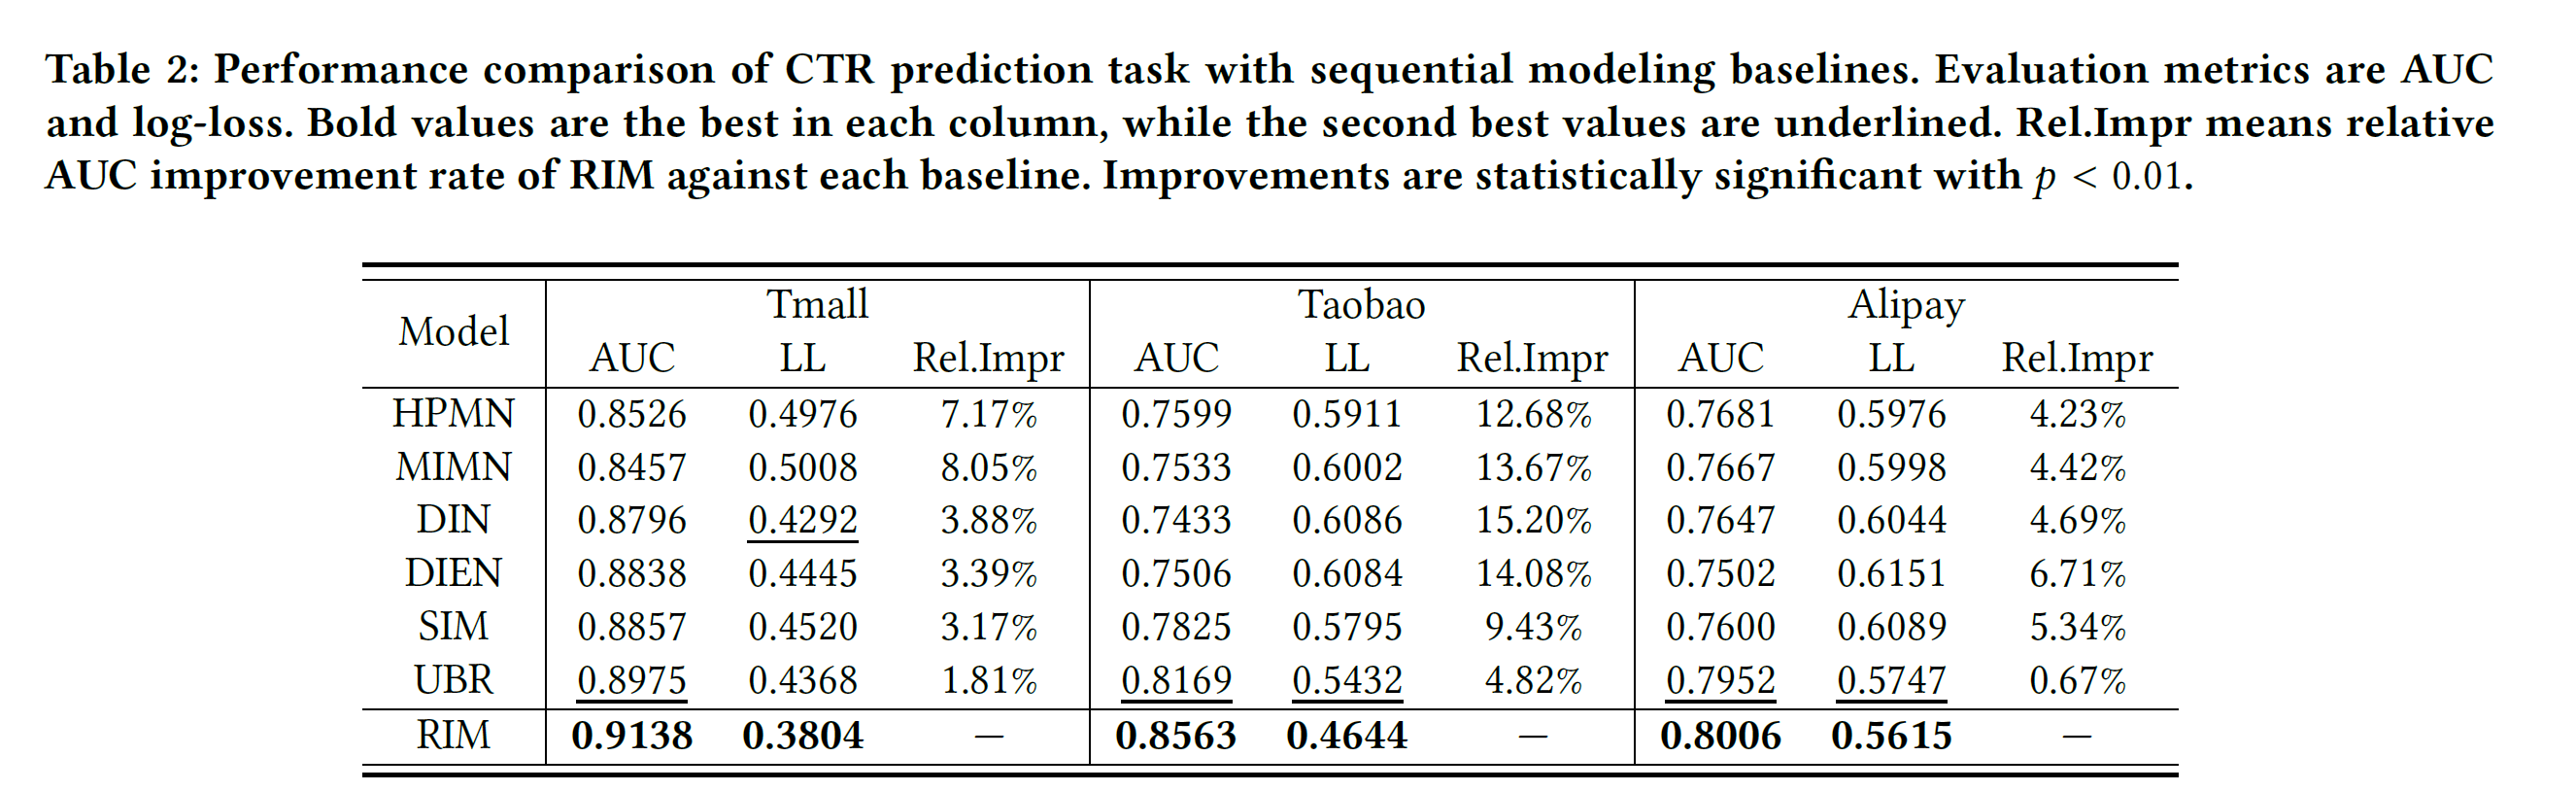 Table 2: Performance comparison of CTR prediction task with sequential modeling baselines. Evaluation metrics are AUC
and log-loss. Bold values are the best in each column, while the second best values are underlined. Rel.Impr means relative
AUC improvement rate of RIM against each baseline. Improvements are statistically significant with p < 0.01.
Model Tmall Taobao Alipay
AUC LL Rel.Impr AUC LL Rel.Impr AUC LL Rel.Impr
HPMN 0.8526 0.4976 7.17% 0.7599 0.5911 12.68% 0.7681 0.5976 4.23%
MIMN 0.8457 0.5008 8.05% 0.7533 0.6002 13.67% 0.7667 0.5998 4.42%
DIN 0.8796 0.4292 3.88% 0.7433 0.6086 15.20% 0.7647 0.6044 4.69%
DIEN 0.8838 0.4445 3.39% 0.7506 0.6084 14.08% 0.7502 0.6151 6.71%
SIM 0.8857 0.4520 3.17% 0.7825 0.5795 9.43% 0.7600 0.6089 5.34%
UBR 0.8975 0.4368 1.81% 0.8169 0.5432 4.82% 0.7952 0.5747 0.67%
RIM 0.9138 0.3804 – 0.8563 0.4644 – 0.8006 0.5615 –